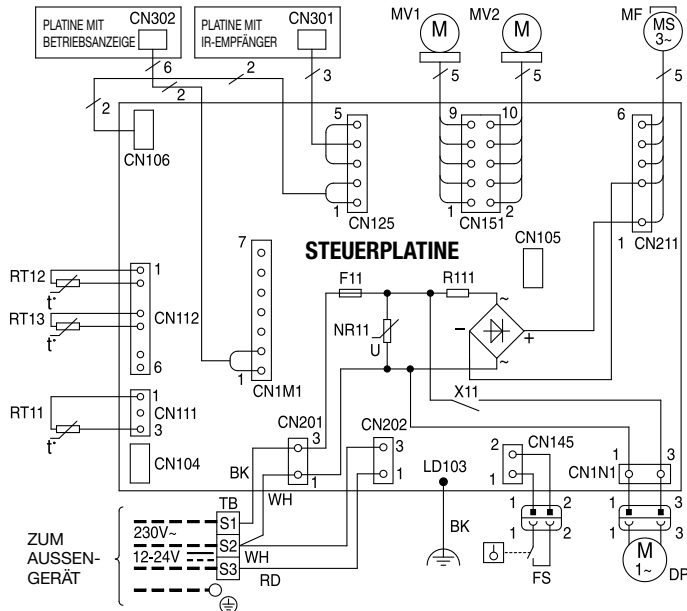 PLATINE MIT
BETRIEBSANZEIGE
CN302
PLATINE MIT
IR-EMPFÄNGER
CN301
MV1
M
MV2
M
MF
MS
3~
6
2
2
3
5
5
5
2
CN106
5
1
CN125
9
10
1
2
CN151
6
1
CN211
STEUERPLATINE
CN105
RT12
t°
RT13
t°
1
6
CN112
7
1
CN1M1
F11
R111
NR11
U
~
−
+
~
X11
RT11
t°
1
3
CN111
CN104
CN201
3
1
CN202
3
1
CN145
2
1
1
3
CN1N1
LD103
BK
WH
BK
TB
S1
S2
S3
230V~
12-24V
WH
RD
ZUM
AUSSEN-
GERÄT
1
2
1
2
FS
1
3
1
3
M
1~
DP